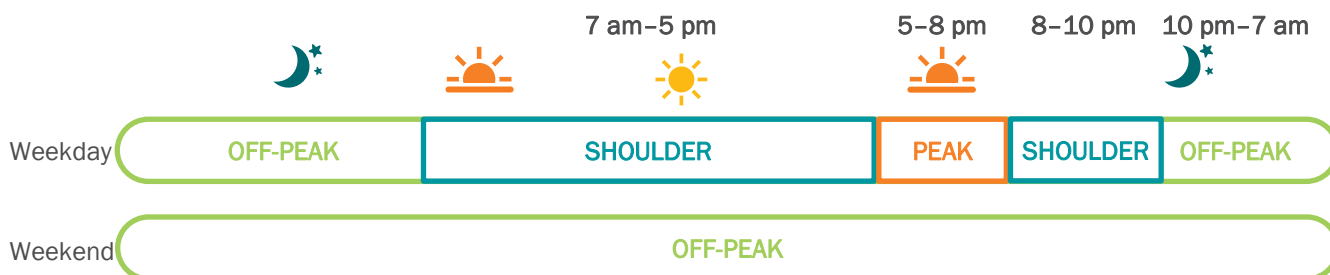 7 am–5 pm 5–8 pm 8–10 pm 10 pm–7 am
Weekday OFF-PEAK SHOULDER PEAK SHOULDER OFF-PEAK
Weekend OFF-PEAK